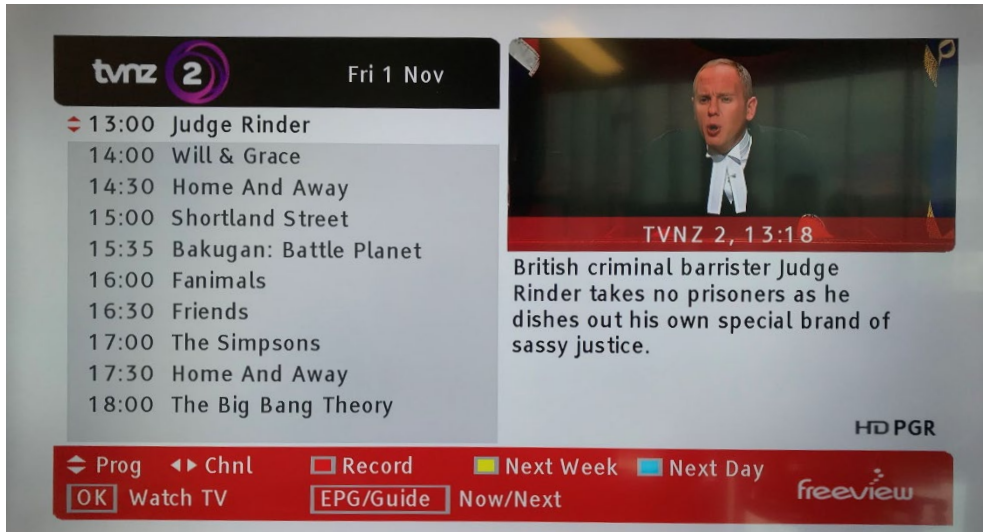 tvnz 2
Fri 1 Nov
13:00 Judge Rinder
14:00 Will & Grace
14:30 Home And Away
15:00 Shortland Street
15:35 Bakugan: Battle Planet
16:00 Fanimals
16:30 Friends
17:00 The Simpsons
17:30 Home And Away
18:00 The Big Bang Theory
TVNZ 2, 13:18
British criminal barrister Judge
Rinder takes no prisoners as he
dishes out his own special brand of
sassy justice.
HD PGR
Prog Chnl Record Next Week Next Day
OK Watch TV EPG/Guide Now/Next
freeview